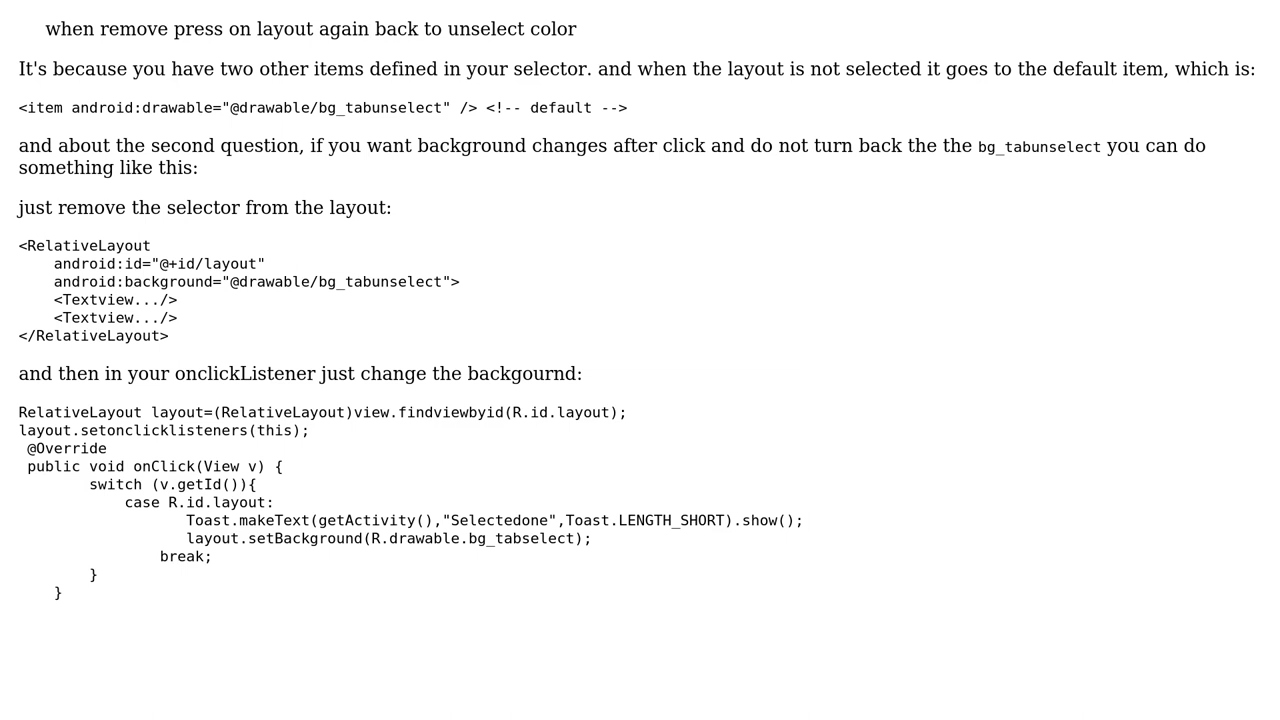 when remove press on layout again back to unselect color
It's because you have two other items defined in your selector. and when the layout is not selected it goes to the default item, which is:
<item android:drawable="@drawable/bg_tabunselect" /> <!-- default -->
and about the second question, if you want background changes after click and do not turn back the the bg_tabunselect you can do
something like this:
just remove the selector from the layout:
<RelativeLayout
    android:id="@+id/layout"
    android:background="@drawable/bg_tabunselect">
    <Textview.../>
    <Textview.../>
</RelativeLayout>
and then in your onclickListener just change the backgournd:
RelativeLayout layout=(RelativeLayout)view.findviewbyid(R.id.layout);
layout.setonclicklisteners(this);
 @Override
 public void onClick(View v) {
        switch (v.getId()){
            case R.id.layout:
                   Toast.makeText(getActivity(),"Selectedone",Toast.LENGTH_SHORT).show();
                   layout.setBackground(R.drawable.bg_tabselect);
                break;
        }
    }